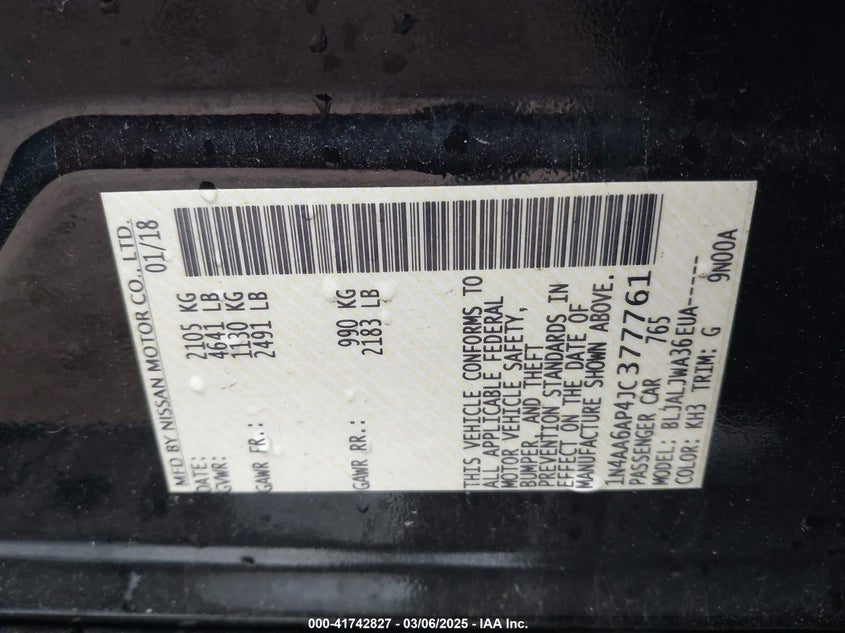 MFD BY NISSAN MOTOR CO., LTD.
DATE: 01/18
GVWR: 2105 KG
4641 LB
GAWR FR.: 1130 KG
2491 LB
GAWR RR.: 990 KG
2183 LB
THIS VEHICLE CONFORMS TO
ALL APPLICABLE FEDERAL
MOTOR VEHICLE SAFETY,
BUMPER, AND THEFT
PREVENTION STANDARDS IN
EFFECT ON THE DATE OF
MANUFACTURE SHOWN ABOVE.
1N4AA6AP4JC377761
PASSENGER CAR 765
MODEL: BLJALJWA36EUA-----
COLOR: KH3 TRIM: G 9N00A
000-41742827 - 03/06/2025 - IAA Inc.